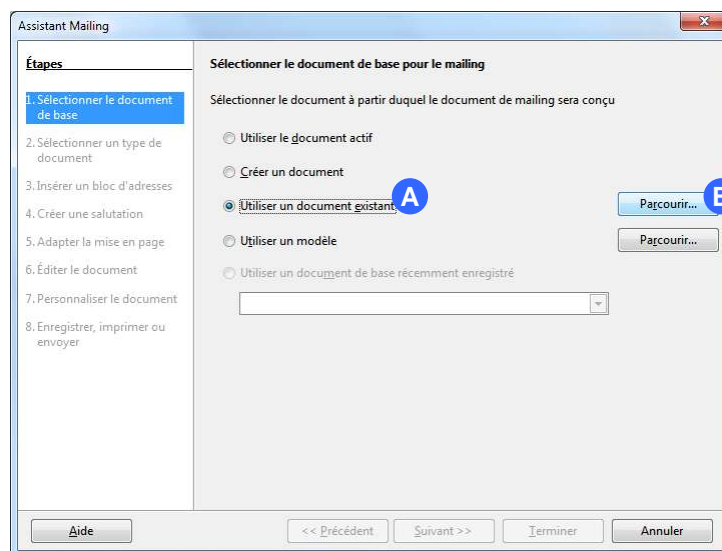 Assistant Mailing
Étapes
1. Sélectionner le document
de base
2. Sélectionner un type de
document
3. Insérer un bloc d'adresses
4. Créer une salutation
5. Adapter la mise en page
6. Éditer le document
7. Personnaliser le document
8. Enregistrer, imprimer ou
envoyer
Sélectionner le document de base pour le mailing
Sélectionner le document à partir duquel le document de mailing sera conçu
Utiliser le document actif
Créer un document
Utiliser un document existant A Parcourir... B
Utiliser un modèle Parcourir...
Utiliser un document de base récemment enregistré
Aide << Précédent Suivant >> Terminer Annuler